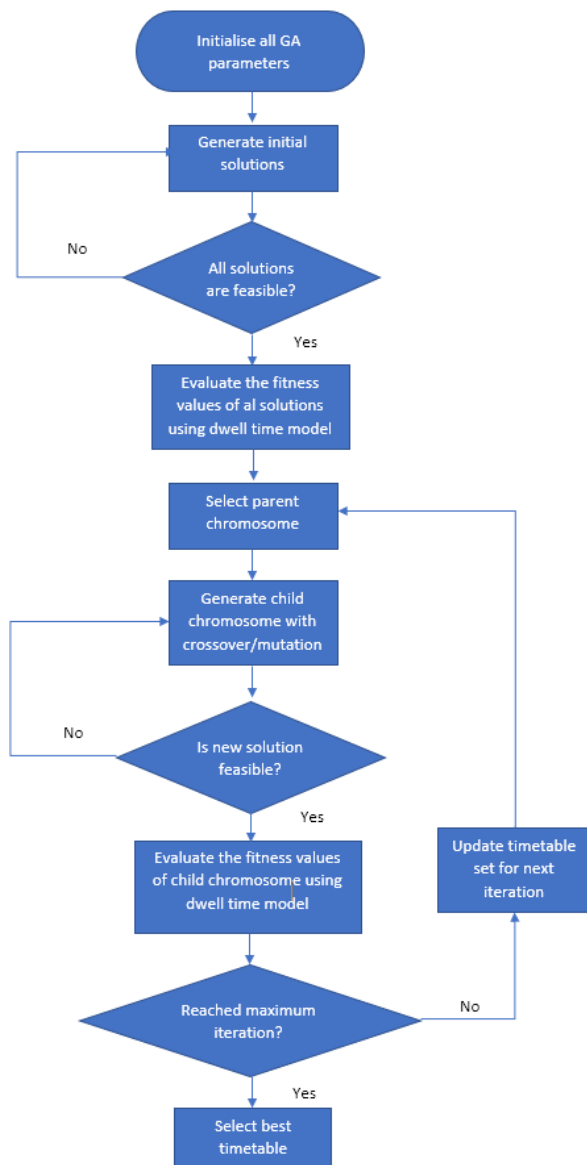 Initialise all GA
parameters
Generate initial
solutions
No
All solutions
are feasible?
Yes
Evaluate the fitness
values of al solutions
using dwell time model
Select parent
chromosome
Generate child
chromosome with
crossover/mutation
No
Is new solution
feasible?
Yes
Evaluate the fitness values
of child chromosome using
dwell time model
Update timetable
set for next
iteration
Reached maximum
iteration?
No
Yes
Select best
timetable